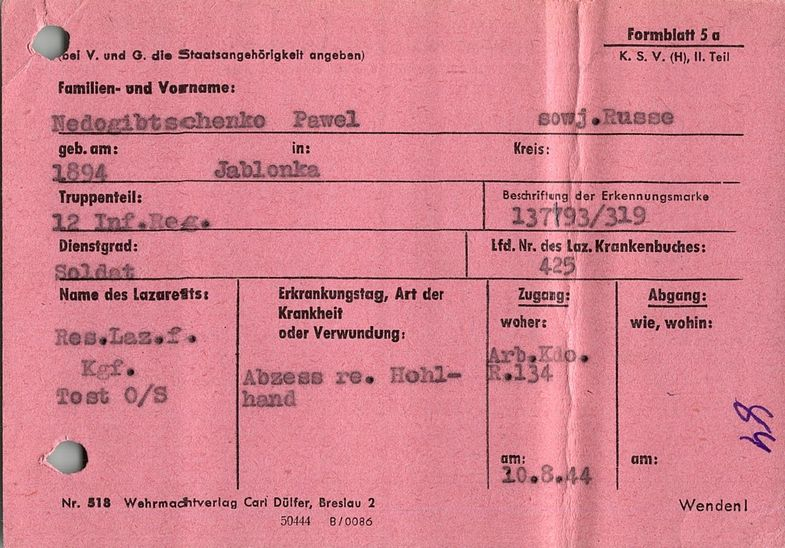 Formblatt 5a
(bei V. und G. die Staatsangehörigkeit angeben)
K. S. V. (H), II. Teil
Familien- und Vorname:
Nedogibtschenko Pawel sowj.Russe
geb. am: in: Kreis:
1894 Jablonka
Truppenteil: Beschriftung der Erkennungsmarke
12 Inf.Reg. 137793/319
Dienstgrad: Lfd. Nr. des Laz. Krankenbuches:
Soldat 425
Name des Lazaretts:
Res.Laz.f.
Kgf.
Tost O/S
Erkrankungstag, Art der
Krankheit
oder Verwundung:
Abzess re. Hohl-
hand
Zugang:
woher:
Arb.Kdo.
R.134
am:
10.8.44
Abgang:
wie, wohin:
am:
Nr. 518 Wehrmachtverlag Carl Dülfer, Breslau 2
50444 B/0086
Wenden!